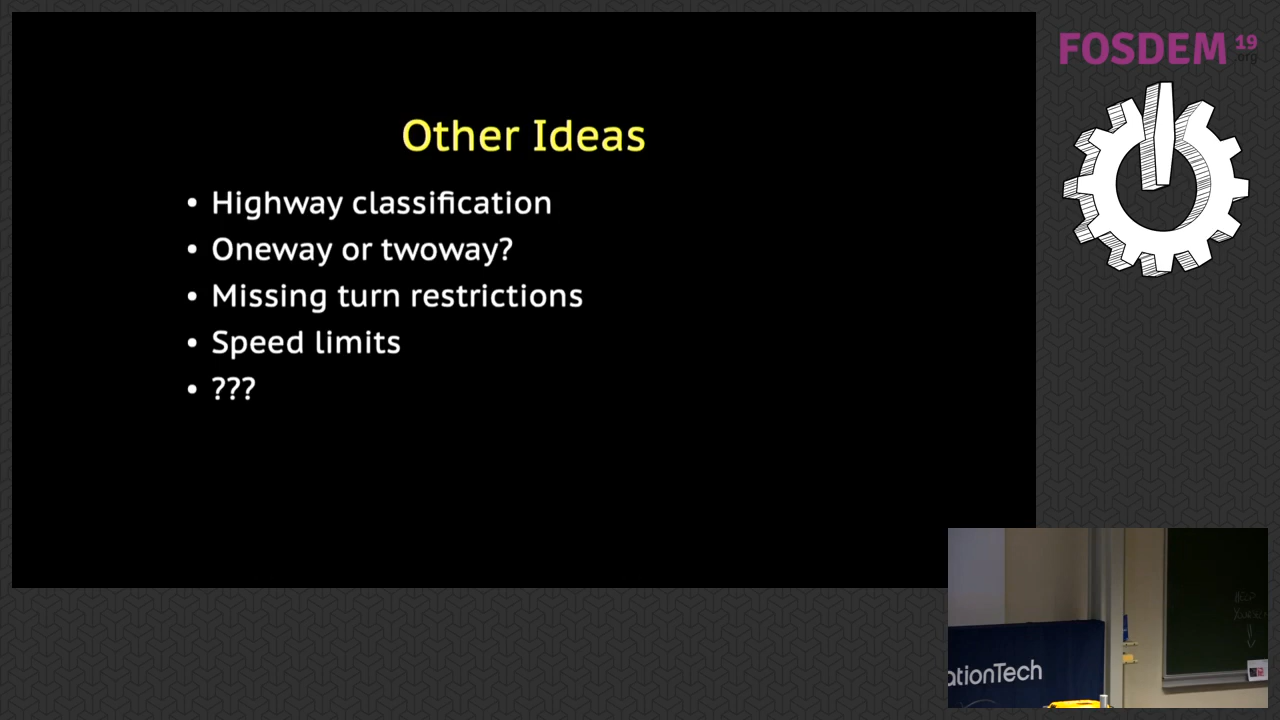 FOSDEM 19
.org
Other Ideas
• Highway classification
• Oneway or twoway?
• Missing turn restrictions
• Speed limits
• ???
ationTech